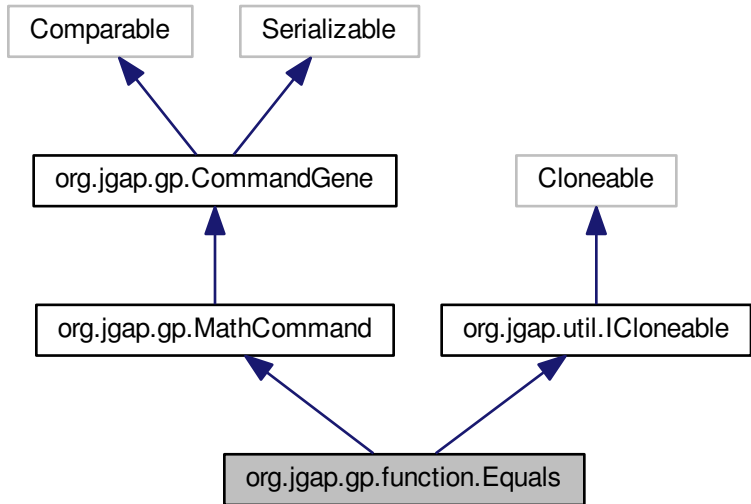 Comparable
Serializable
org.jgap.gp.CommandGene
Cloneable
org.jgap.gp.MathCommand
org.jgap.util.ICloneable
org.jgap.gp.function.Equals